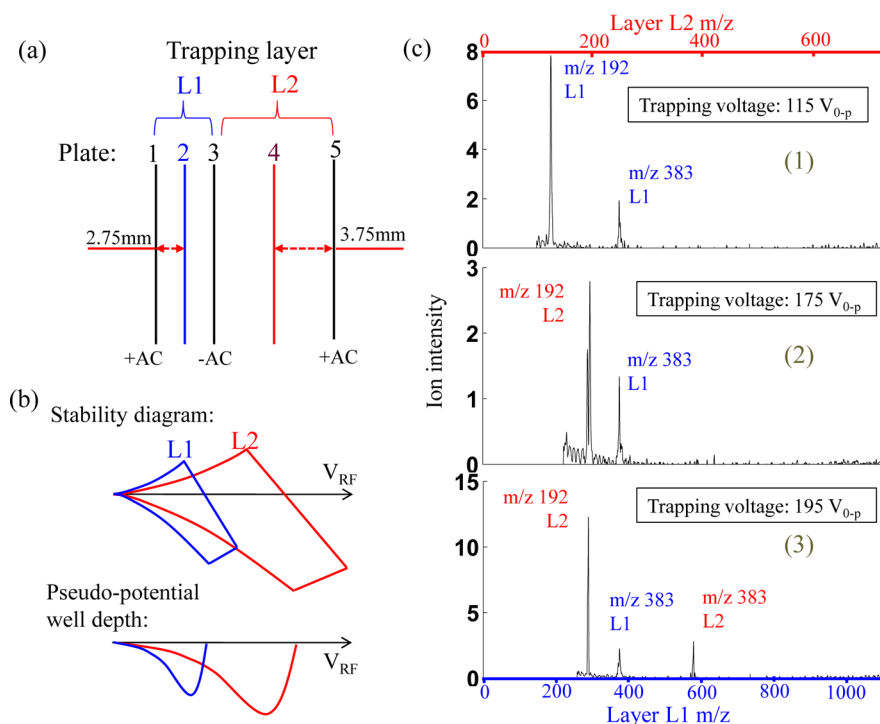 (a)
Trapping layer
L1 L2
Plate: 1 2 3 4 5
2.75mm 3.75mm
+AC -AC +AC
(b)
Stability diagram:
L1 L2
VRF
Pseudo-potential
well depth:
VRF
(c)
Layer L2 m/z
0 200 400 600
Ion intensity
8
6
4
2
0
m/z 192
L1
Trapping voltage: 115 V0-p
(1)
m/z 383
L1
3
2
1
0
m/z 192
L2
Trapping voltage: 175 V0-p
(2)
m/z 383
L1
15
10
5
0
m/z 192
L2
Trapping voltage: 195 V0-p
(3)
m/z 383
L1
m/z 383
L2
0 200 400 600 800 1000
Layer L1 m/z